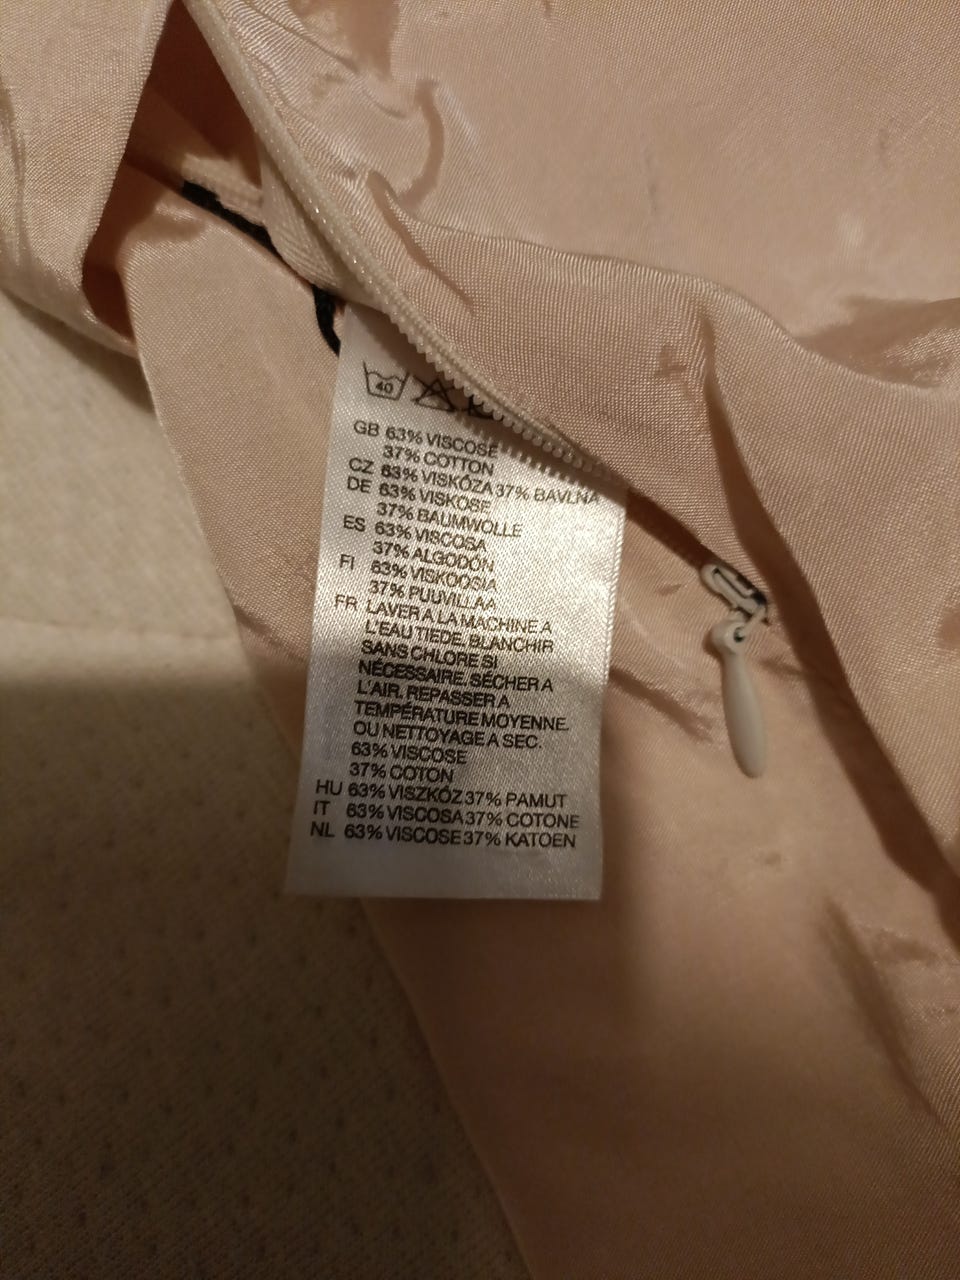 40
GB 63% VISCOSE
37% COTTON
CZ 63% VISKÓZA 37% BAVLNA
DE 63% VISKOSE
37% BAUMWOLLE
ES 63% VISCOSA
37% ALGODÓN
FI 63% VISKOOSIA
37% PUUVILLAA
FR LAVER A LA MACHINE A
L'EAU TIEDE. BLANCHIR
SANS CHLORE SI
NÉCESSAIRE. SÉCHER A
L'AIR. REPASSER A
TEMPÉRATURE MOYENNE.
OU NETTOYAGE A SEC.
63% VISCOSE
37% COTON
HU 63% VISZKÓZ 37% PAMUT
IT 63% VISCOSA 37% COTONE
NL 63% VISCOSE 37% KATOEN